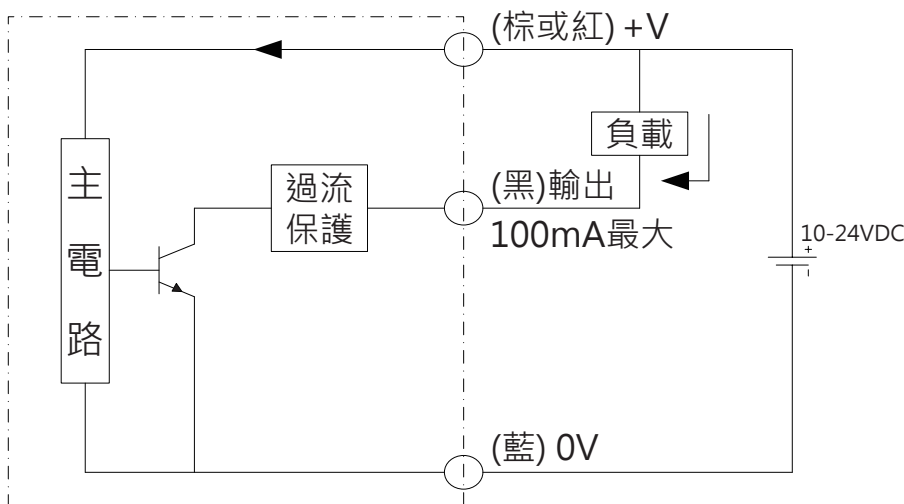 (棕或紅) +V
負載
主電路
過流
保護
(黑)輸出
100mA最大
10-24VDC
+
-
(藍) 0V